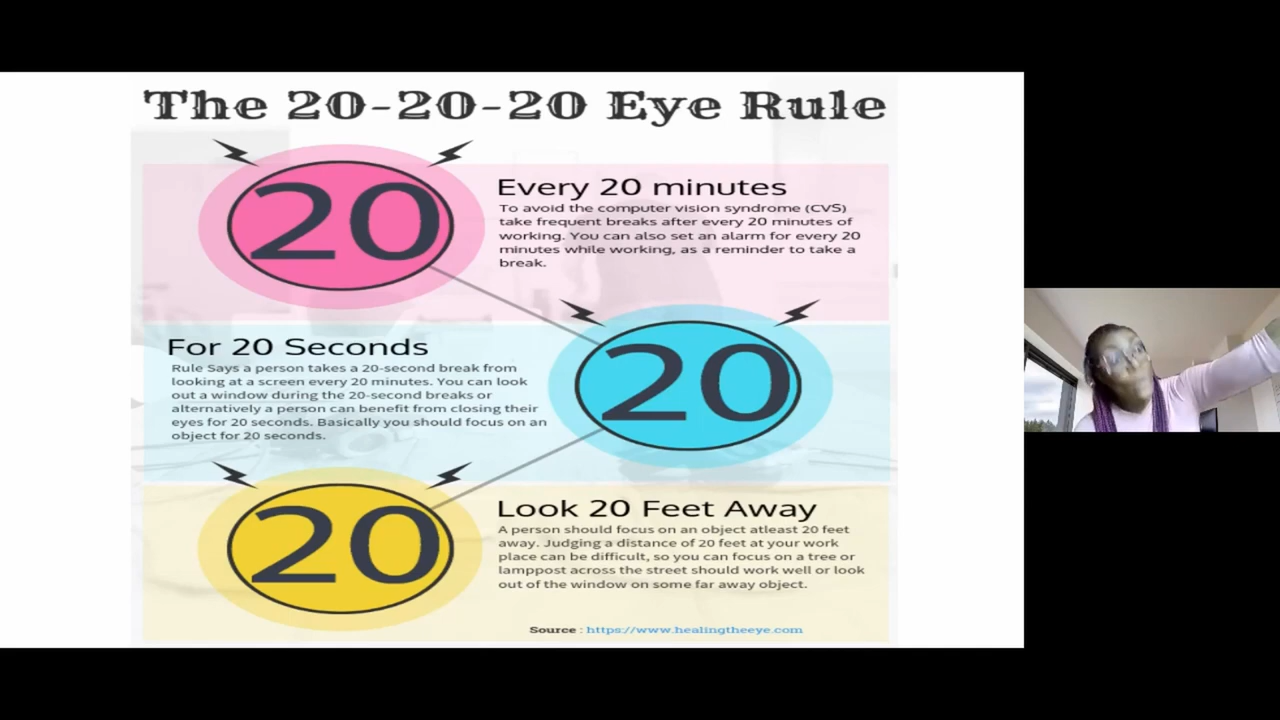 The 20-20-20 Eye Rule
20
Every 20 minutes
To avoid the computer vision syndrome (CVS)
take frequent breaks after every 20 minutes of
working. You can also set an alarm for every 20
minutes while working, as a reminder to take a
break.
For 20 Seconds
Rule Says a person takes a 20-second break from
looking at a screen every 20 minutes. You can look
out a window during the 20-second breaks or
alternatively a person can benefit from closing their
eyes for 20 seconds. Basically you should focus on an
object for 20 seconds.
20
20
Look 20 Feet Away
A person should focus on an object atleast 20 feet
away. Judging a distance of 20 feet at your work
place can be difficult, so you can focus on a tree or
lamppost across the street should work well or look
out of the window on some far away object.
Source : https://www.healingtheeye.com